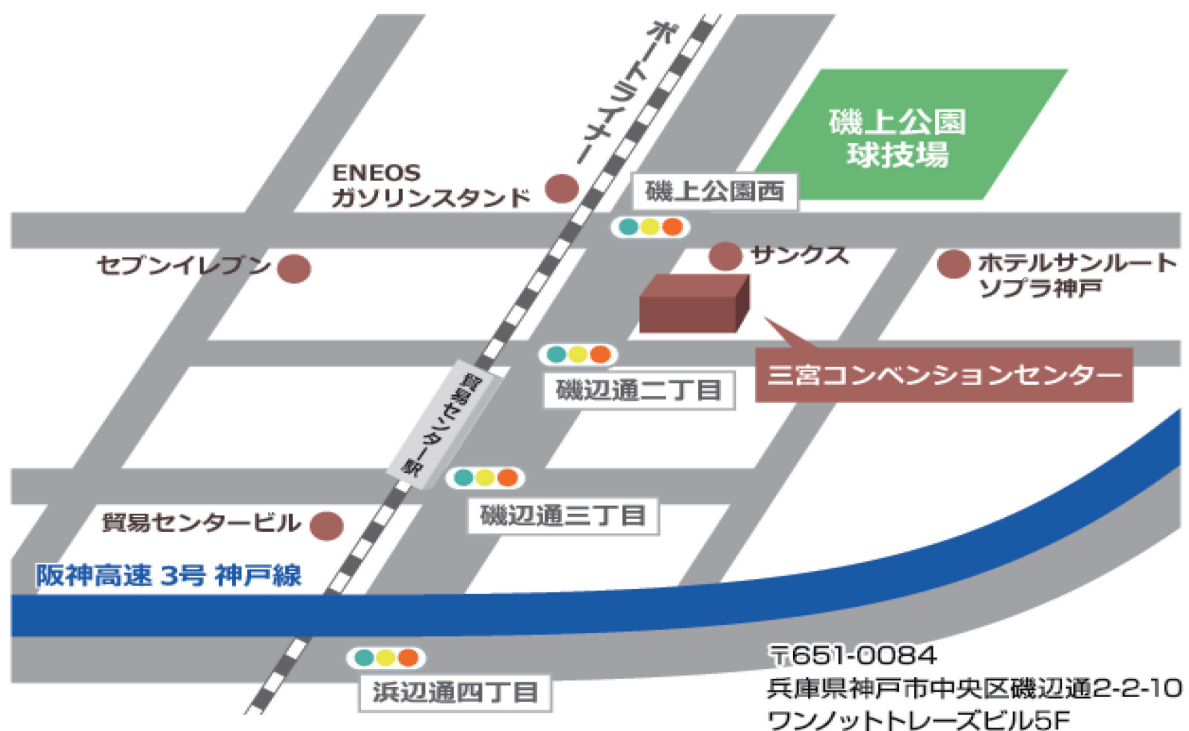 ポートライナー
磯上公園
球技場
ENEOS
ガソリンスタンド
磯上公園西
セブンイレブン
サンクス
ホテルサンルート
ソプラ神戸
三宮コンベンションセンター
磯辺通二丁目
貿易センター駅
磯辺通三丁目
貿易センタービル
阪神高速 3号 神戸線
浜辺通四丁目
〒651-0084
兵庫県神戸市中央区磯辺通2-2-10
ワンノットトレーズビル5F